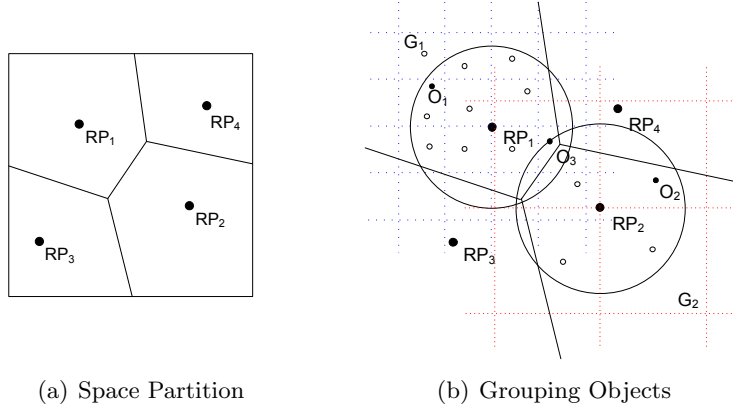 RP1
RP4
RP2
RP3
G1
O1
RP1
RP4
O3
O2
RP2
RP3
G2
(a) Space Partition
(b) Grouping Objects